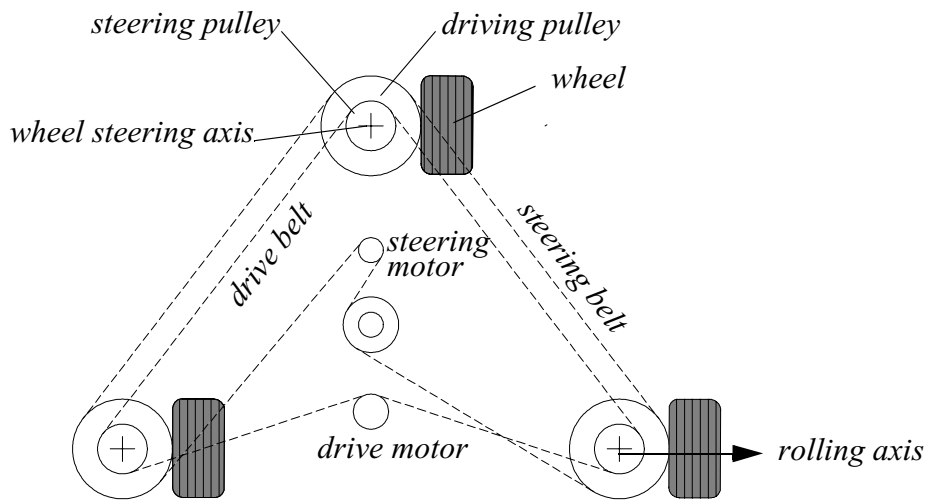 steering pulley
driving pulley
wheel
wheel steering axis
drive belt
steering
motor
steering belt
drive motor
rolling axis